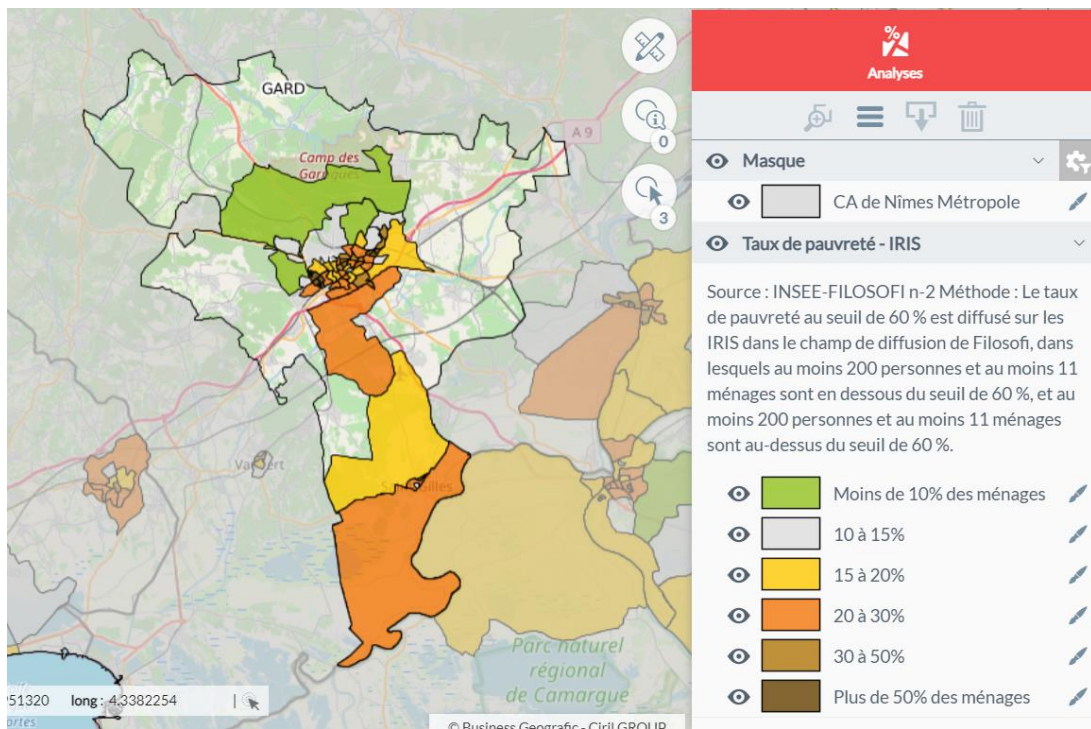 GARD
A 9
Camp des
Garrigues
0
3
Gilles
Parc naturel
régional
de Camargue
51320 long : 4.3382254
© Business Geografic - Ciril GROUP
%
Analyses
Masque
CA de Nîmes Métropole
Taux de pauvreté - IRIS
Source : INSEE-FILOSOFI n-2 Méthode : Le taux
de pauvreté au seuil de 60 % est diffusé sur les
IRIS dans le champ de diffusion de Filosofi, dans
lesquels au moins 200 personnes et au moins 11
ménages sont en dessous du seuil de 60 %, et au
moins 200 personnes et au moins 11 ménages
sont au-dessus du seuil de 60 %.
Moins de 10% des ménages
10 à 15%
15 à 20%
20 à 30%
30 à 50%
Plus de 50% des ménages